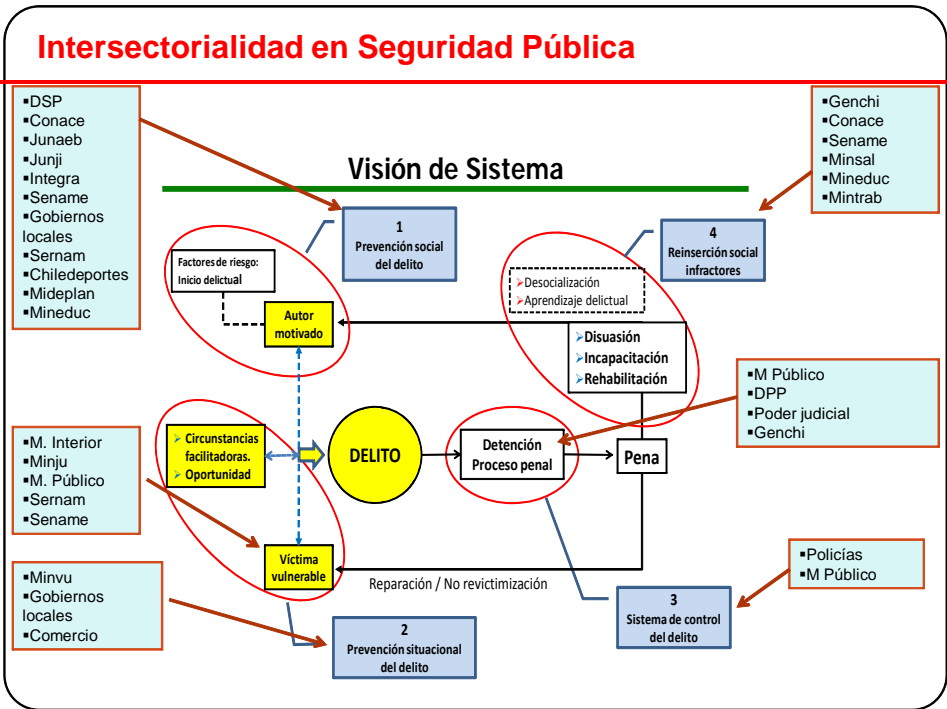 Intersectorialidad en Seguridad Pública
▪DSP
▪Conace
▪Junaeb
▪Junji
▪Integra
▪Sename
▪Gobiernos
locales
▪Sernam
▪Chiledeportes
▪Mideplan
▪Mineduc
▪Genchi
▪Conace
▪Sename
▪Minsal
▪Mineduc
▪Mintrab
Visión de Sistema
1
Prevención social
del delito
4
Reinserción social
infractores
Factores de riesgo:
Inicio delictual
➢Desocialización
➢Aprendizaje delictual
Autor
motivado
➢Disuasión
➢Incapacitación
➢Rehabilitación
▪M Público
▪DPP
▪Poder judicial
▪Genchi
▪M. Interior
▪Minju
▪M. Público
▪Sernam
▪Sename
➢ Circunstancias
facilitadoras.
➢ Oportunidad
DELITO
Detención
Proceso penal
Pena
Víctima
vulnerable
Reparación / No revictimización
▪Policías
▪M Público
▪Minvu
▪Gobiernos
locales
▪Comercio
2
Prevención situacional
del delito
3
Sistema de control
del delito